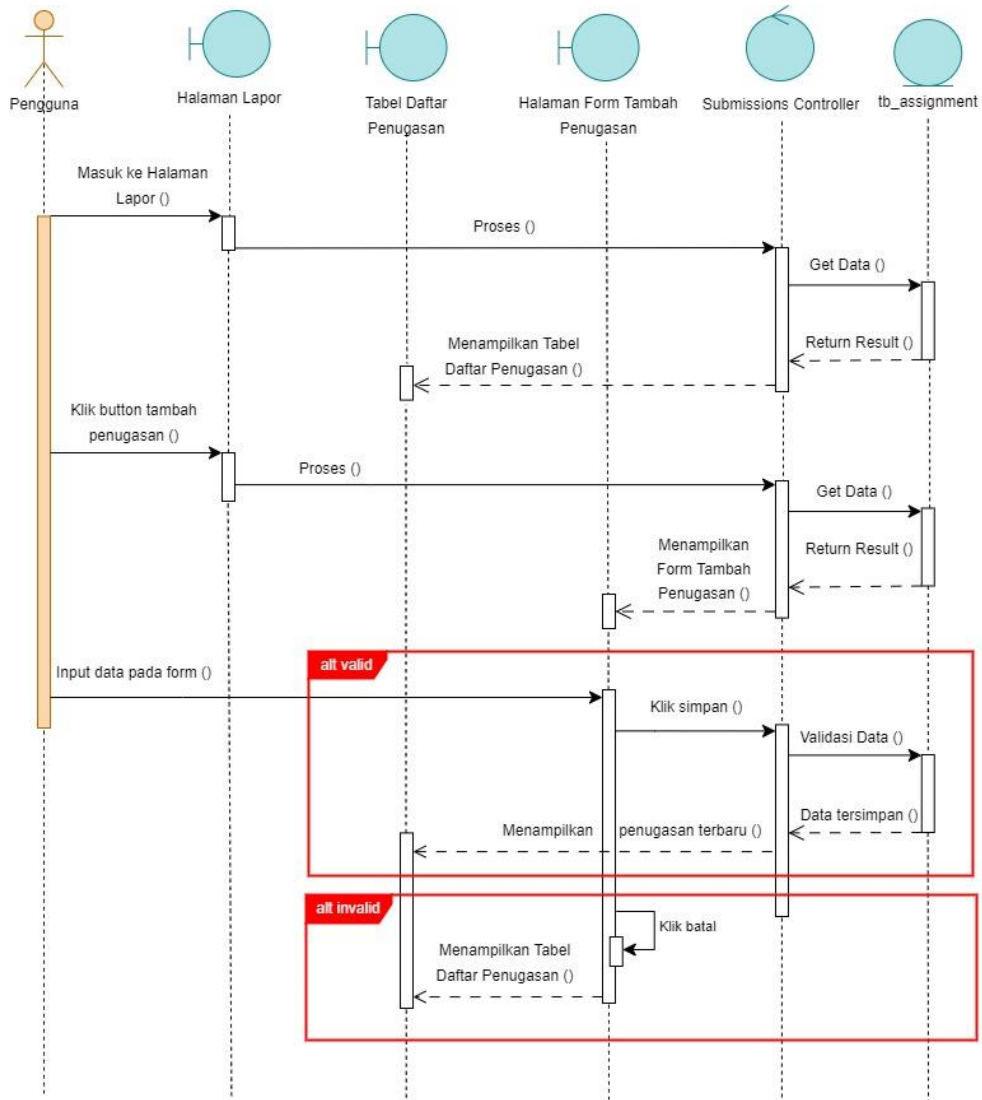 Pengguna
Halaman Lapor
Tabel Daftar
Penugasan
Halaman Form Tambah
Penugasan
Submissions Controller
tb_assignment
Masuk ke Halaman
Lapor ()
Proses ()
Get Data ()
Return Result ()
Menampilkan Tabel
Daftar Penugasan ()
Klik button tambah
penugasan ()
Proses ()
Get Data ()
Return Result ()
Menampilkan
Form Tambah
Penugasan ()
alt valid
Input data pada form ()
Klik simpan ()
Validasi Data ()
Data tersimpan ()
Menampilkan penugasan terbaru ()
alt invalid
Klik batal
Menampilkan Tabel
Daftar Penugasan ()